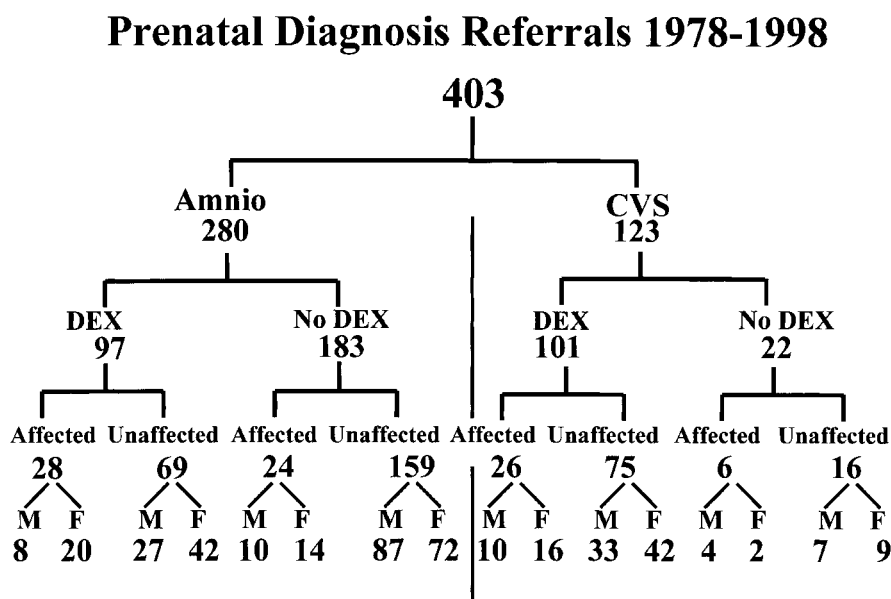 Prenatal Diagnosis Referrals 1978-1998
403
Amnio CVS
280 123
DEX No DEX DEX No DEX
97 183 101 22
Affected Unaffected Affected Unaffected Affected Unaffected Affected Unaffected
28 69 24 159 26 75 6 16
M F M F M F M F M F M F M F M F
8 20 27 42 10 14 87 72 10 16 33 42 4 2 7 9